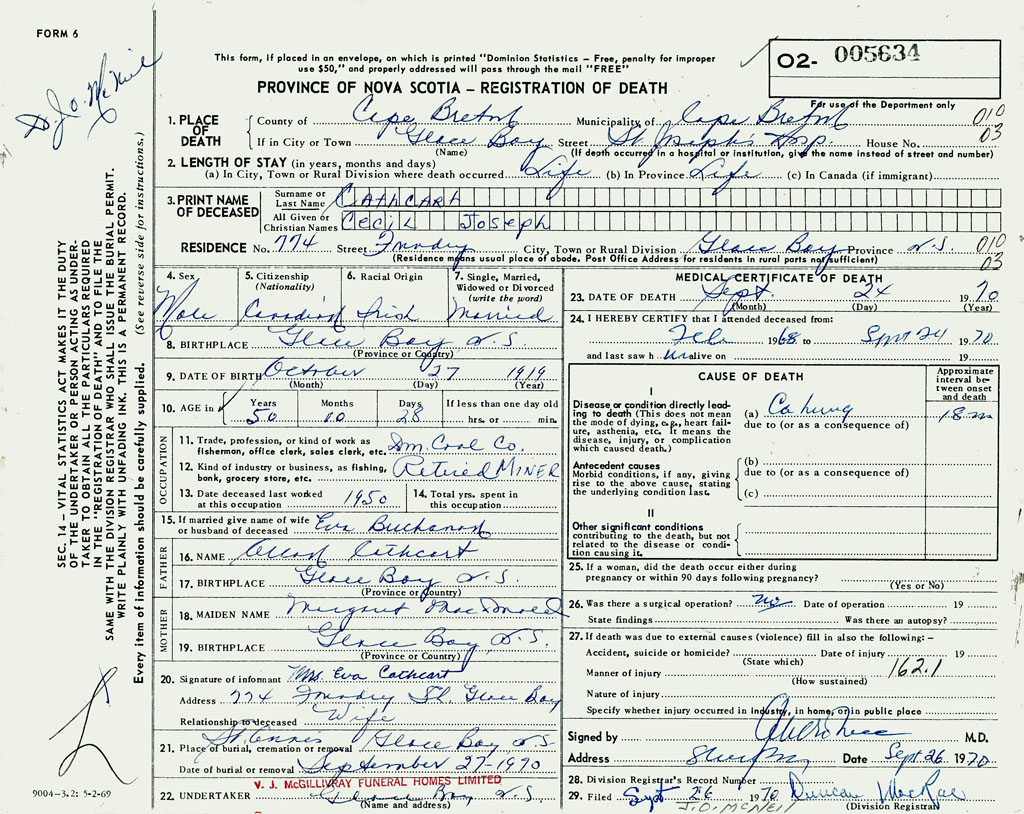 FORM 6
D. J. O. McNeil
This form, if placed in an envelope, on which is printed "Dominion Statistics – Free, penalty for improper
use $50," and properly addressed will pass through the mail "FREE"
O2- 005634
For use of the Department only
PROVINCE OF NOVA SCOTIA – REGISTRATION OF DEATH
1. PLACE OF DEATH County of Cape Breton Municipality of Cape Breton 010
If in City or Town Glace Bay Street St Joseph's Hosp. House No. 03
(Name) (If death occurred in a hospital or institution, give the name instead of street and number)
2. LENGTH OF STAY (in years, months and days)
(a) In City, Town or Rural Division where death occurred Life (b) In Province Life (c) In Canada (if immigrant)
3. PRINT NAME OF DECEASED
Surname or Last Name CATHCART
All Given or Christian Names CECIL JOSEPH
RESIDENCE No. 774 Street City, Town or Rural Division Glace Bay Province N.S. 010
(Residence means usual place of abode. Post Office Address for residents in rural parts not sufficient) 03
4. Sex 5. Citizenship 6. Racial Origin 7. Single, Married,
(Nationality) Widowed or Divorced
(write the word)
Male Canadian Irish Married
8. BIRTHPLACE Glace Bay N.S.
(Province or Country)
9. DATE OF BIRTH October 27 1919
(Month) (Day) (Year)
10. AGE in Years Months Days If less than one day old
50 10 28 hrs. or min.
OCCUPATION
11. Trade, profession, or kind of work as
fisherman, office clerk, sales clerk, etc. Dm Coal Co.
12. Kind of industry or business, as fishing,
bank, grocery store, etc. Retired MINER
13. Date deceased last worked
at this occupation 1950
14. Total yrs. spent in
this occupation
15. If married give name of wife
or husband of deceased Eva Buchanan
FATHER
16. NAME Cathcart
17. BIRTHPLACE Glace Bay N.S.
(Province or Country)
MOTHER
18. MAIDEN NAME Margaret MacDonald
19. BIRTHPLACE Glace Bay N.S.
(Province or Country)
20. Signature of informant Mrs. Eva Cathcart
Address 774 St. Glace Bay
Relationship to deceased Wife
21. Place of burial, cremation or removal Glace Bay N.S.
Date of burial or removal September 27-1970
V. J. McGILLIVRAY FUNERAL HOMES LIMITED
22. UNDERTAKER Glace Bay N.S.
(Name and address)
MEDICAL CERTIFICATE OF DEATH
23. DATE OF DEATH Sept. 24 1970
(Month) (Day) (Year)
24. I HEREBY CERTIFY that I attended deceased from:
Feb 1968 to Sept 24 1970
and last saw h im alive on 19
CAUSE OF DEATH
Approximate interval between onset and death
I
Disease or condition directly leading to death (This does not mean the mode of dying, e.g., heart failure, asthenia, etc. It means the disease, injury, or complication which caused death.)
(a) Ca lung 18 m
due to (or as a consequence of)
Antecedent causes
Morbid conditions, if any, giving rise to the above cause, stating the underlying condition last.
(b)
due to (or as a consequence of)
(c)
II
Other significant conditions
contributing to the death, but not related to the disease or condition causing it.
25. If a woman, did the death occur either during
pregnancy or within 90 days following pregnancy?
(Yes or No)
26. Was there a surgical operation? no Date of operation 19
State findings Was there an autopsy?
27. If death was due to external causes (violence) fill in also the following: –
Accident, suicide or homicide? Date of injury 19
(State which)
Manner of injury 162.1
(How sustained)
Nature of injury
Specify whether injury occurred in industry, in home, or in public place
Signed by M.D.
Address Date Sept 26 1970
28. Division Registrar's Record Number
29. Filed Sept 26 1970 Duncan MacRae
J.O. MCNEIL (Division Registrar)
SEC. 14 – VITAL STATISTICS ACT MAKES IT THE DUTY
OF THE UNDERTAKER OR PERSON ACTING AS UNDER-
TAKER TO OBTAIN ALL THE PARTICULARS REQUIRED
IN THE "REGISTRATION OF DEATH" AND TO FILE THE
SAME WITH THE DIVISION REGISTRAR WHO SHALL ISSUE THE BURIAL PERMIT.
WRITE PLAINLY WITH UNFADING INK. THIS IS A PERMANENT RECORD.
Every item of information should be carefully supplied. (See reverse side for instructions.)
9004-3.2: 5-2-69